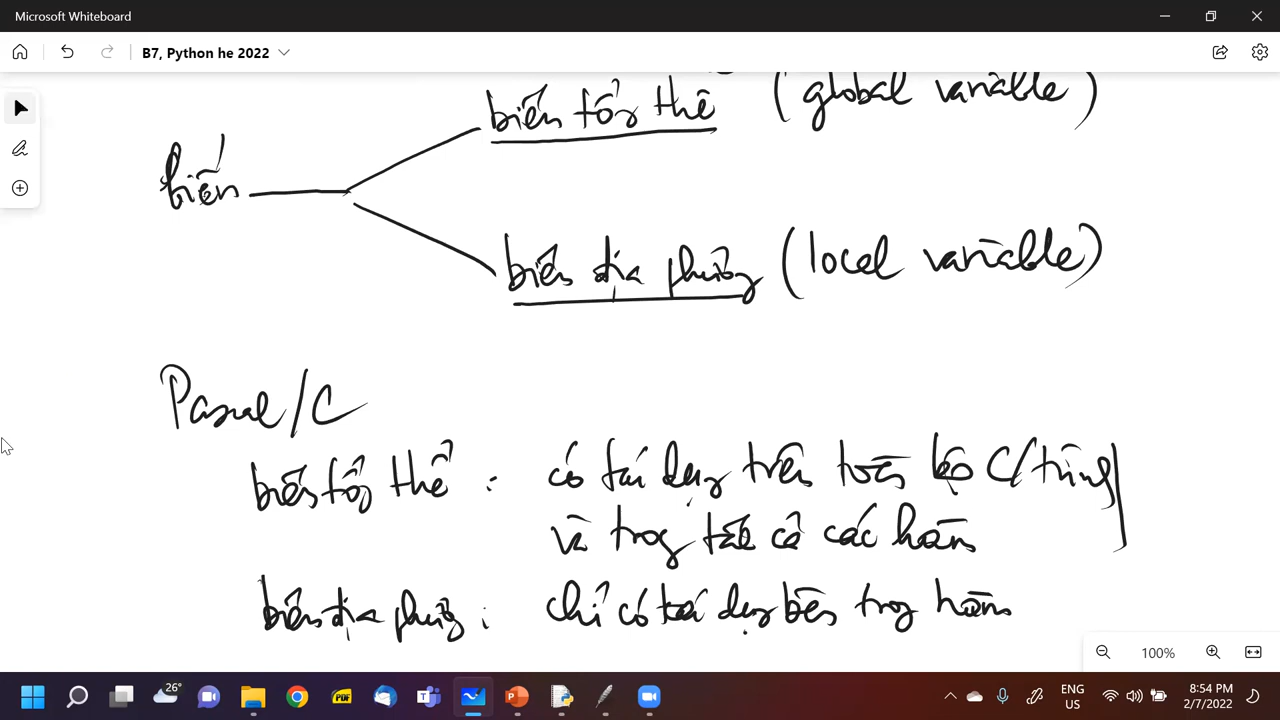 Microsoft Whiteboard
B7, Python he 2022
biến tổng thể (global variable)
biến
biến địa phương (local variable)
Pascal/C
biến tổng thể : có tác dụng trên toàn bộ C/trình
và trong tất cả các hàm
biến địa phương : chỉ có tác dụng bên trong hàm
100%
26°
PDF
ENG
US
8:54 PM
2/7/2022